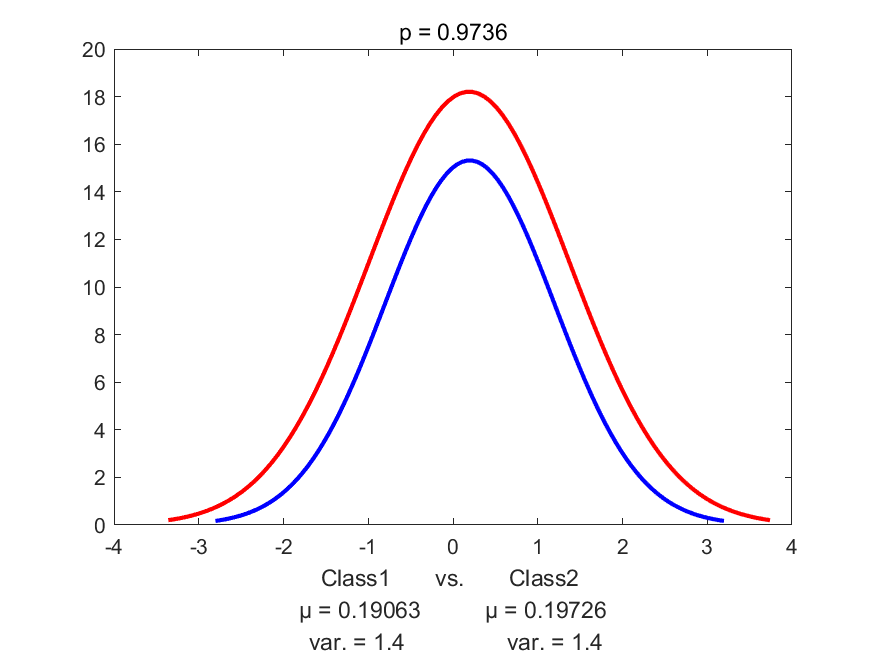 p = 0.9736
20
18
16
14
12
10
8
6
4
2
0
-4 -3 -2 -1 0 1 2 3 4
Class1 vs. Class2
μ = 0.19063 μ = 0.19726
var. = 1.4 var. = 1.4